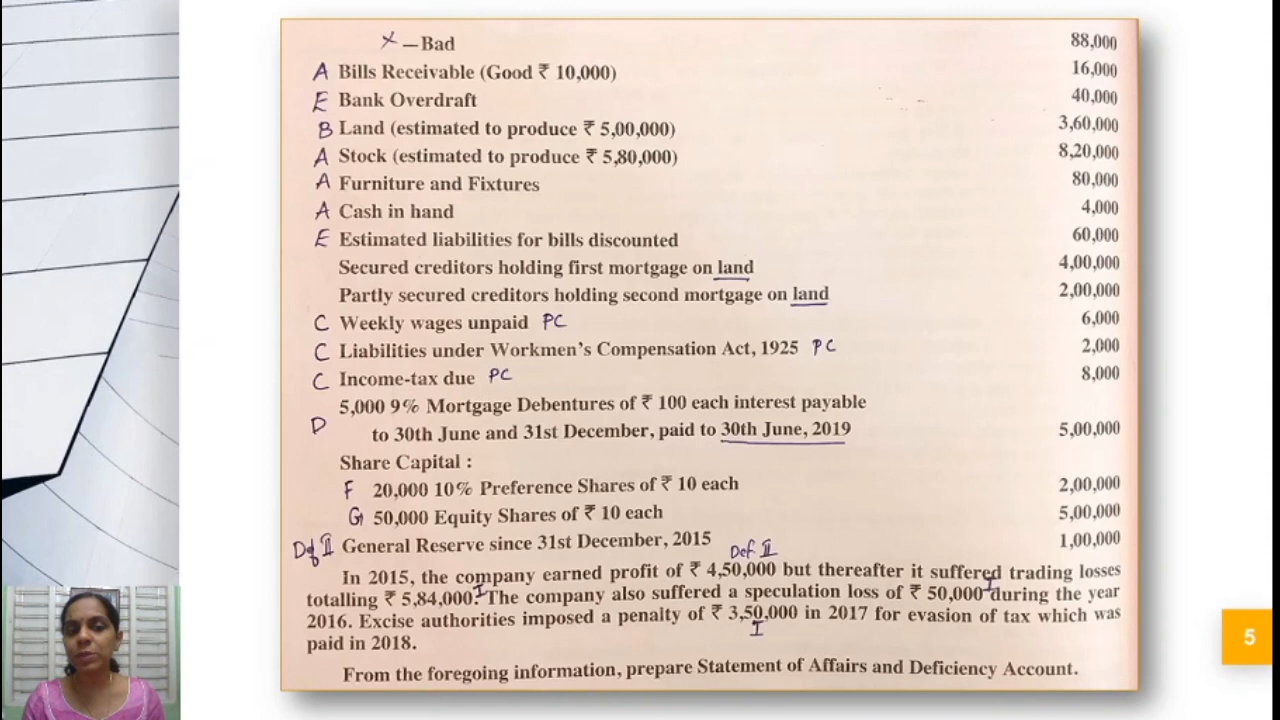 × —Bad 88,000
A Bills Receivable (Good ₹ 10,000) 16,000
E Bank Overdraft 40,000
B Land (estimated to produce ₹ 5,00,000) 3,60,000
A Stock (estimated to produce ₹ 5,80,000) 8,20,000
A Furniture and Fixtures 80,000
A Cash in hand 4,000
E Estimated liabilities for bills discounted 60,000
Secured creditors holding first mortgage on land 4,00,000
Partly secured creditors holding second mortgage on land 2,00,000
C Weekly wages unpaid PC 6,000
C Liabilities under Workmen's Compensation Act, 1925 PC 2,000
C Income-tax due PC 8,000
5,000 9% Mortgage Debentures of ₹ 100 each interest payable
D to 30th June and 31st December, paid to 30th June, 2019 5,00,000
Share Capital :
F 20,000 10% Preference Shares of ₹ 10 each 2,00,000
G 50,000 Equity Shares of ₹ 10 each 5,00,000
Def II General Reserve since 31st December, 2015 1,00,000
Def. II
In 2015, the company earned profit of ₹ 4,50,000 but thereafter it suffered trading losses
totalling ₹ 5,84,000. I The company also suffered a speculation loss of ₹ 50,000 I during the year
2016. Excise authorities imposed a penalty of ₹ 3,50,000 in 2017 for evasion of tax which was
I
paid in 2018.
From the foregoing information, prepare Statement of Affairs and Deficiency Account.
5